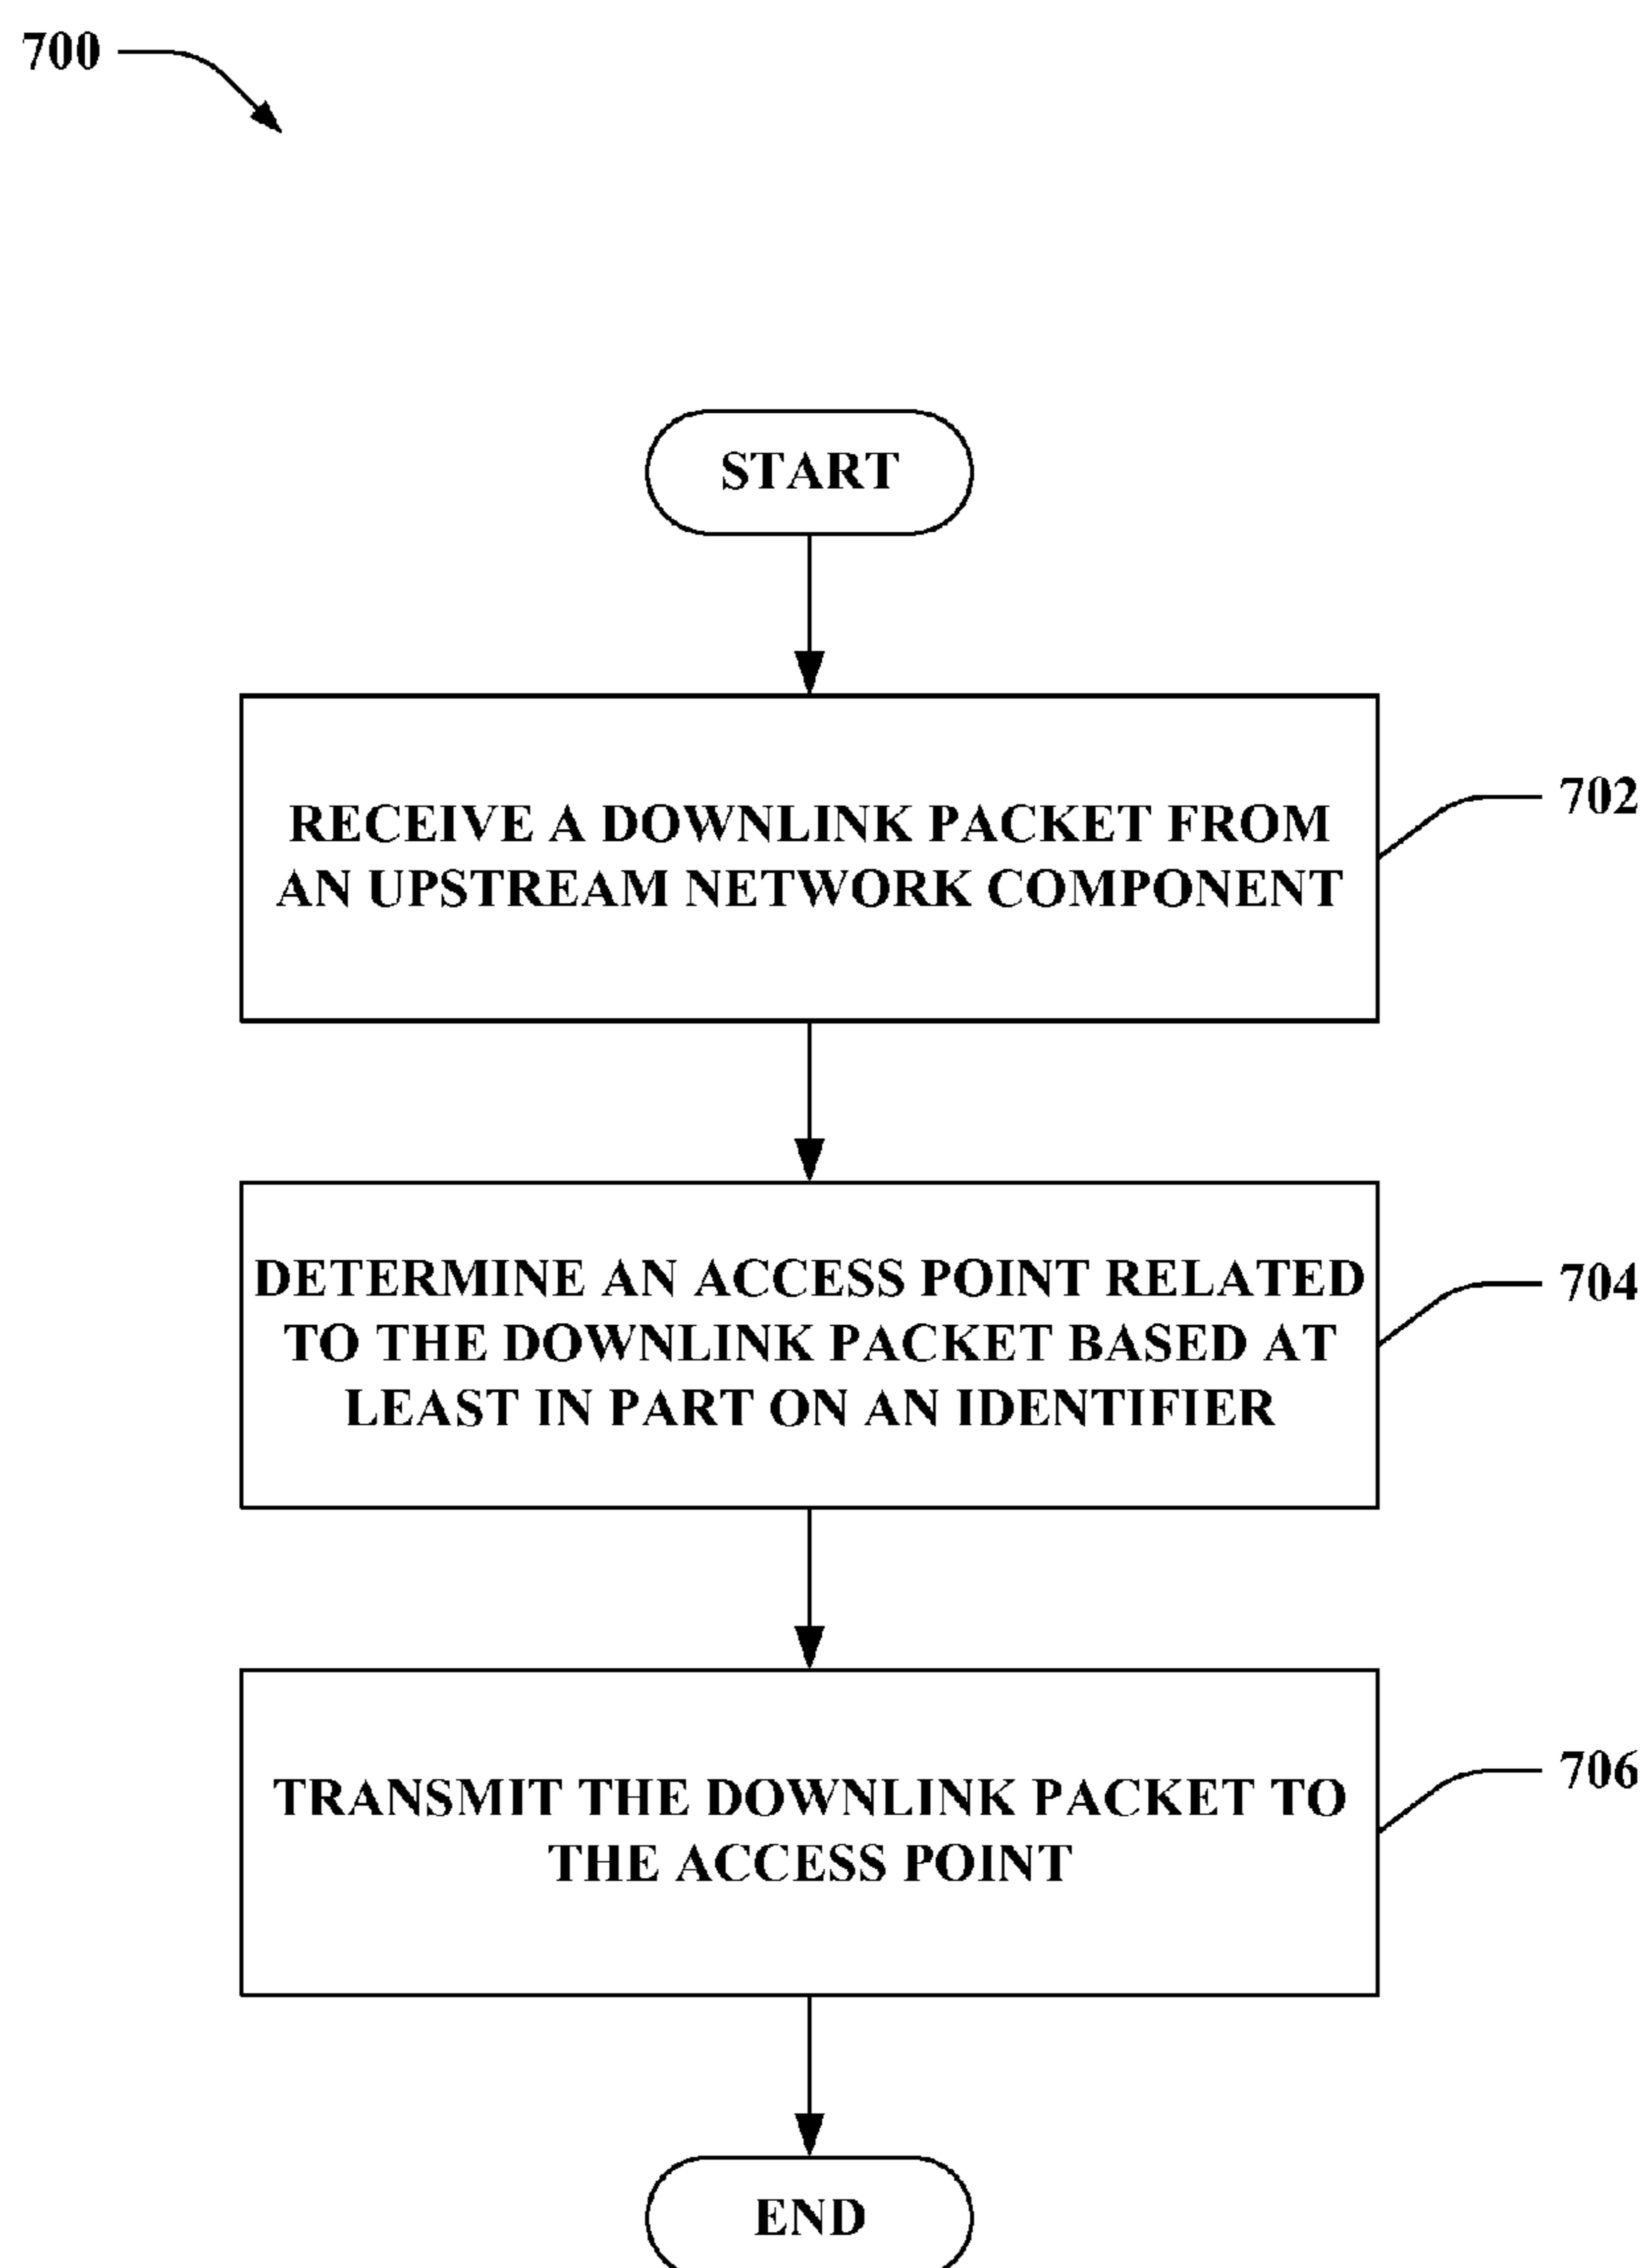 700
START
RECEIVE A DOWNLINK PACKET FROM
AN UPSTREAM NETWORK COMPONENT
702
DETERMINE AN ACCESS POINT RELATED
TO THE DOWNLINK PACKET BASED AT
LEAST IN PART ON AN IDENTIFIER
704
TRANSMIT THE DOWNLINK PACKET TO
THE ACCESS POINT
706
END